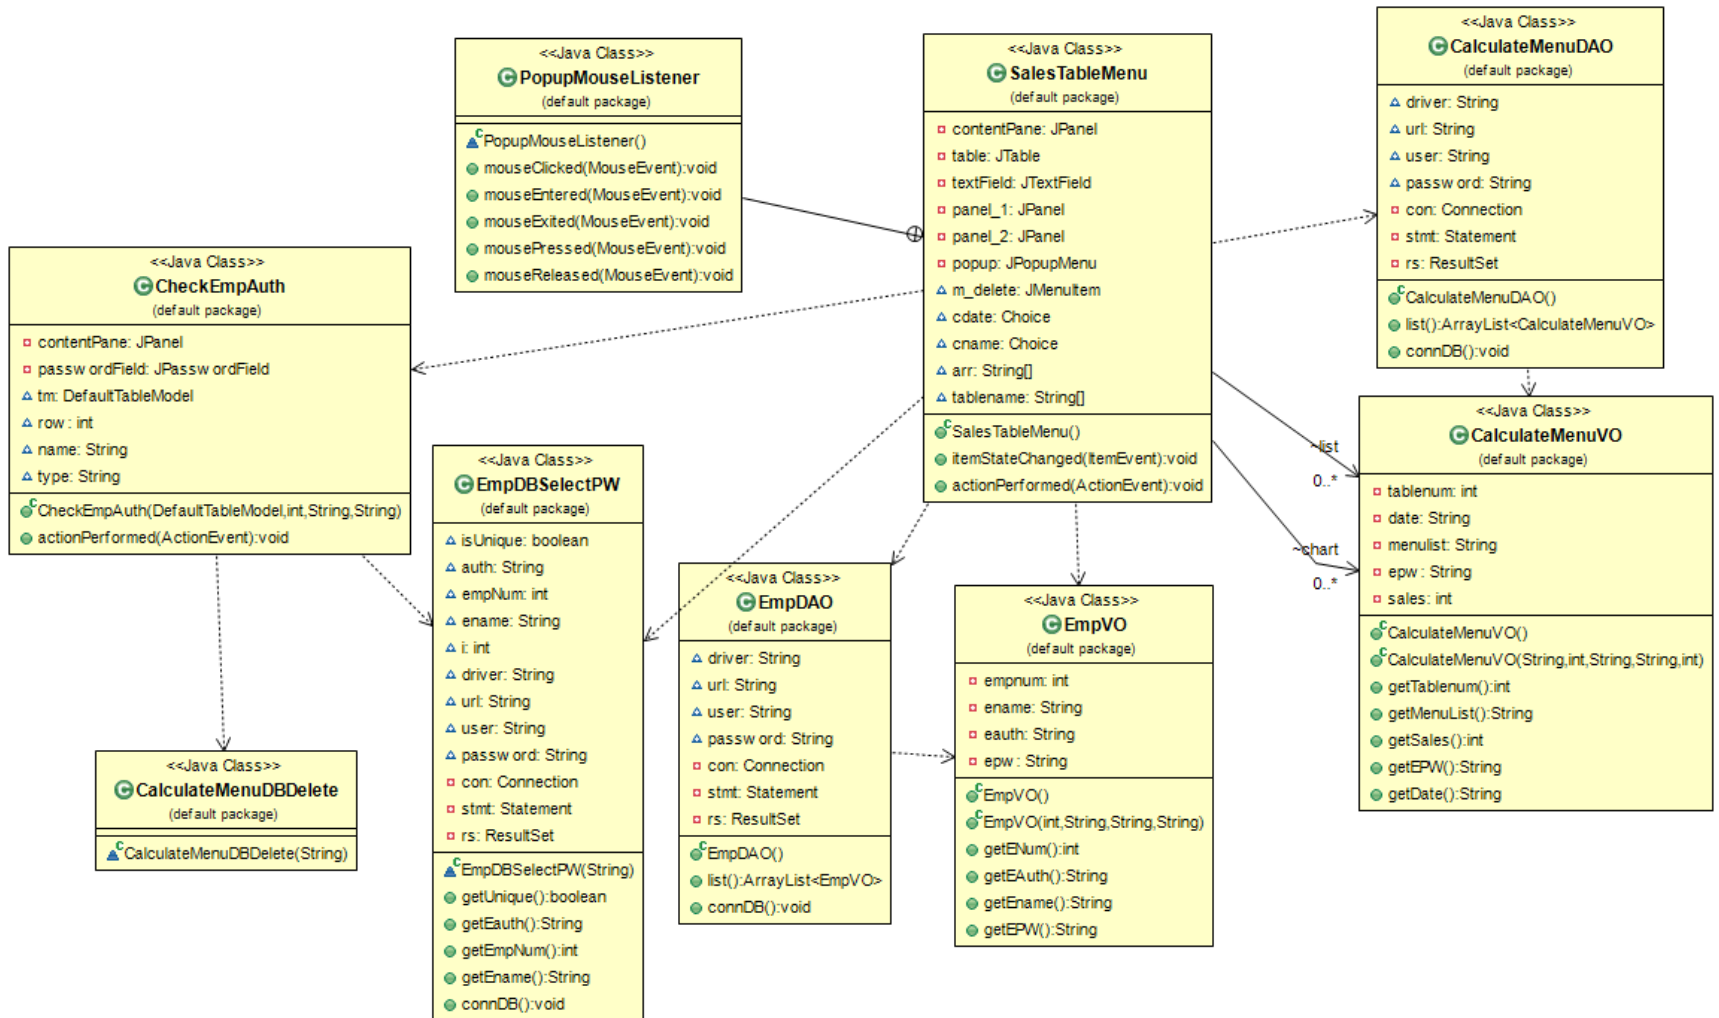 <<Java Class>>
PopupMouseListener
(default package)
PopupMouseListener()
mouseClicked(MouseEvent):void
mouseEntered(MouseEvent):void
mouseExited(MouseEvent):void
mousePressed(MouseEvent):void
mouseReleased(MouseEvent):void
<<Java Class>>
SalesTableMenu
(default package)
contentPane: JPanel
table: JTable
textField: JTextField
panel_1: JPanel
panel_2: JPanel
popup: JPopupMenu
m_delete: JMenuItem
cdate: Choice
cname: Choice
arr: String[]
tablename: String[]
SalesTableMenu()
itemStateChanged(ItemEvent):void
actionPerformed(ActionEvent):void
<<Java Class>>
CalculateMenuDAO
(default package)
driver: String
url: String
user: String
password: String
con: Connection
stmt: Statement
rs: ResultSet
CalculateMenuDAO()
list():ArrayList<CalculateMenuVO>
connDB():void
<<Java Class>>
CheckEmpAuth
(default package)
contentPane: JPanel
passwordField: JPasswordField
tm: DefaultTableModel
row: int
name: String
type: String
CheckEmpAuth(DefaultTableModel,int,String,String)
actionPerformed(ActionEvent):void
~list
0..*
~chart
0..*
<<Java Class>>
CalculateMenuVO
(default package)
tablenum: int
date: String
menulist: String
epw: String
sales: int
CalculateMenuVO()
CalculateMenuVO(String,int,String,String,int)
getTablenum():int
getMenuList():String
getSales():int
getEPW():String
getDate():String
<<Java Class>>
EmpDBSelectPW
(default package)
isUnique: boolean
auth: String
empNum: int
ename: String
i: int
driver: String
url: String
user: String
password: String
con: Connection
stmt: Statement
rs: ResultSet
EmpDBSelectPW(String)
getUnique():boolean
getEauth():String
getEmpNum():int
getEname():String
connDB():void
<<Java Class>>
EmpDAO
(default package)
driver: String
url: String
user: String
password: String
con: Connection
stmt: Statement
rs: ResultSet
EmpDAO()
list():ArrayList<EmpVO>
connDB():void
<<Java Class>>
EmpVO
(default package)
empnum: int
ename: String
eauth: String
epw: String
EmpVO()
EmpVO(int,String,String,String)
getENum():int
getEAuth():String
getEname():String
getEPW():String
<<Java Class>>
CalculateMenuDBDelete
(default package)
CalculateMenuDBDelete(String)